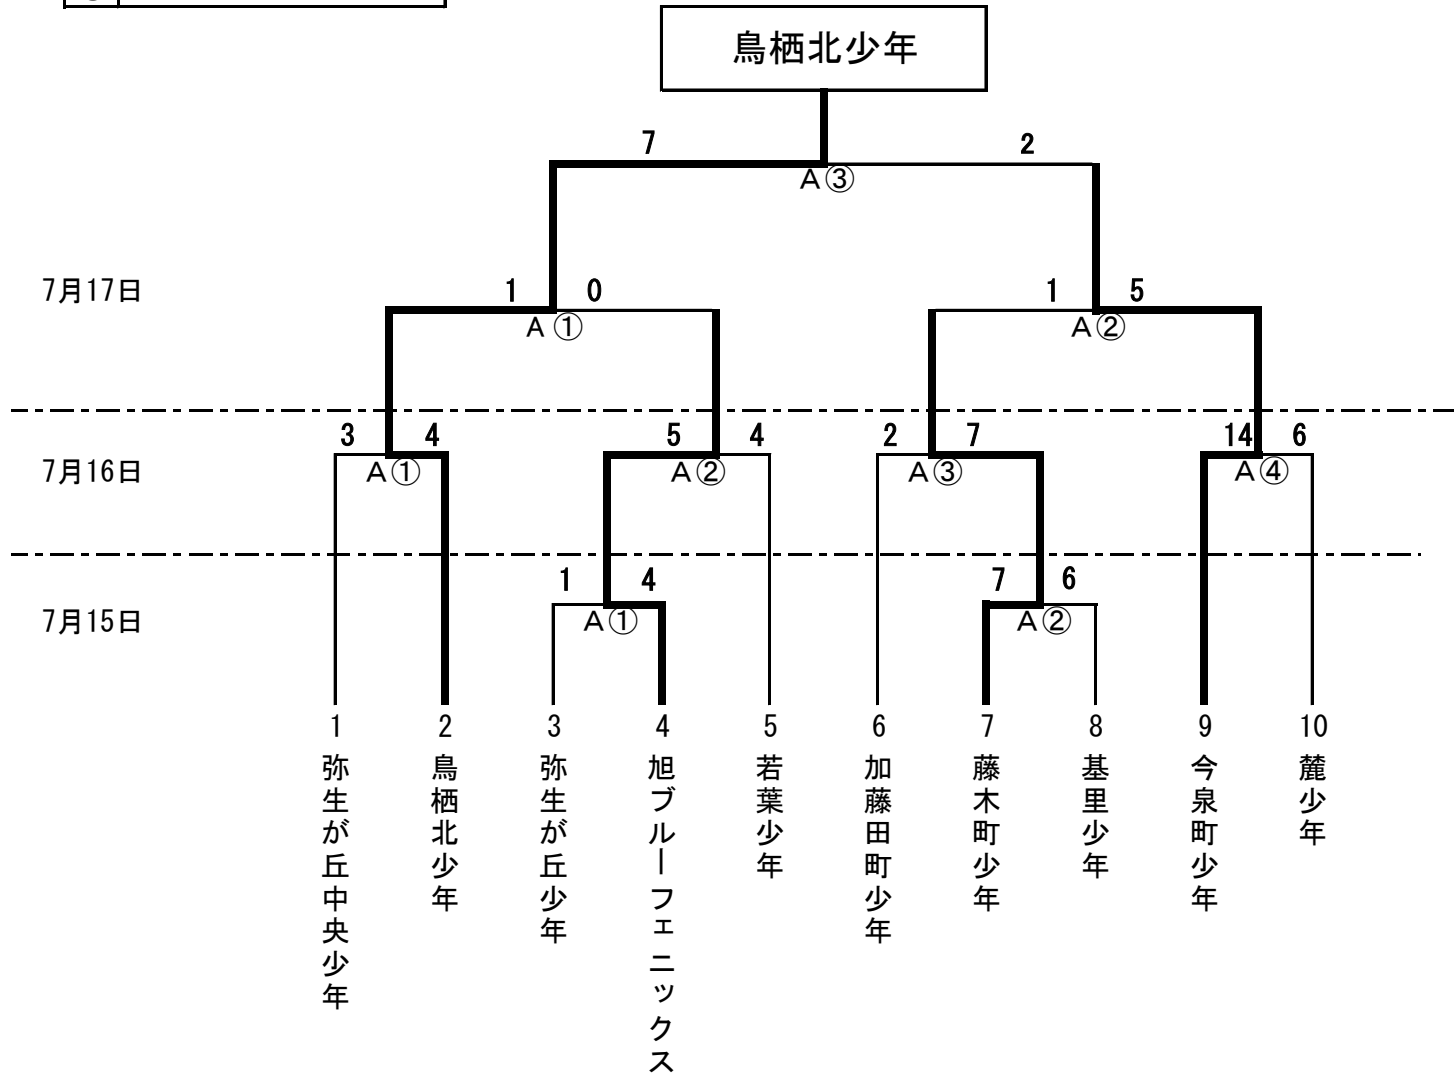 鳥栖北少年
7 2
A③
7月17日
1 0 1 5
A① A②
3 4 5 4 2 7 14 6
7月16日
A① A② A③ A④
1 4 7 6
7月15日
A① A②
1 2 3 4 5 6 7 8 9 10
弥生が丘中央少年
鳥栖北少年
弥生が丘少年
旭ブルーフェニックス
若葉少年
加藤田町少年
藤木町少年
基里少年
今泉町少年
麓少年